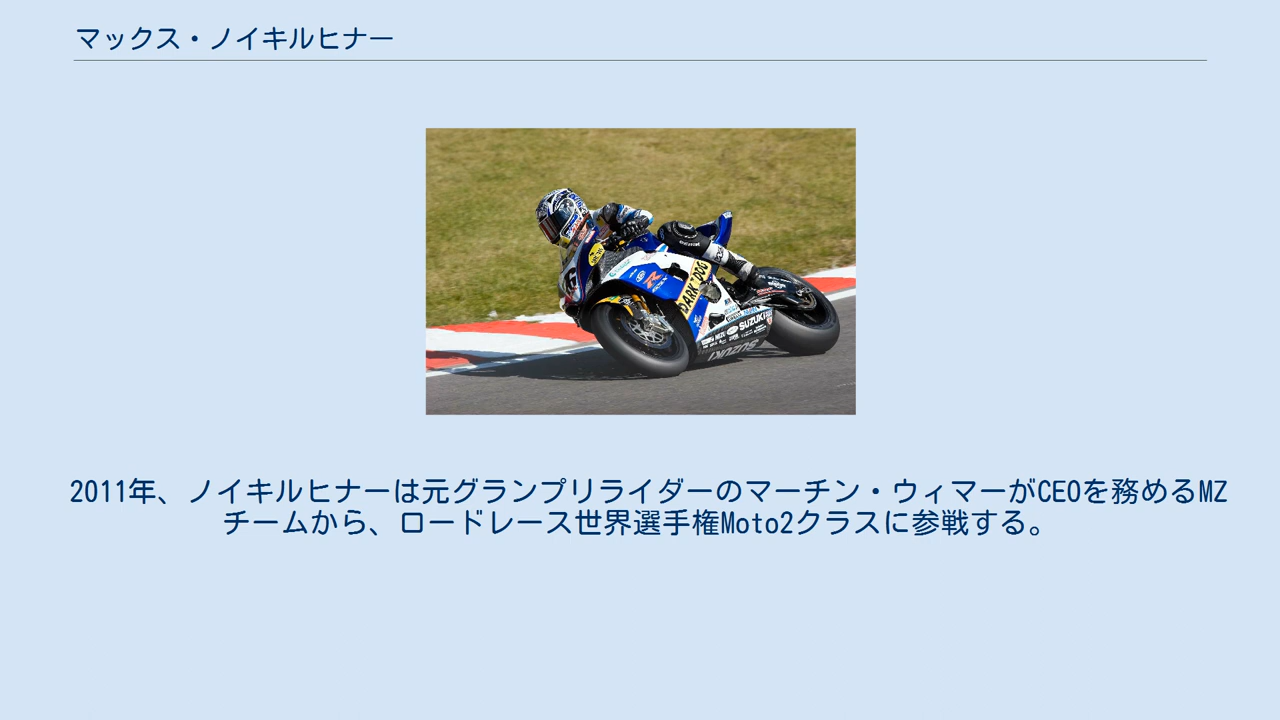 マックス・ノイキルヒナー
DARK DOG
SUZUKI
SUZUKI
2011年、ノイキルヒナーは元グランプリライダーのマーチン・ウィマーがCEOを務めるMZ
チームから、ロードレース世界選手権Moto2クラスに参戦する。